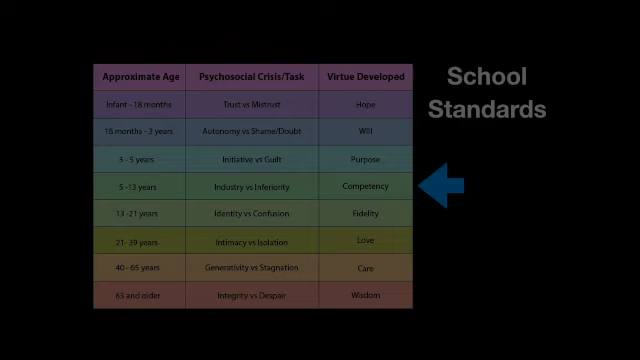 School
Standards
Approximate Age Psychosocial Crisis/Task Virtue Developed
Infant - 18 months Trust vs Mistrust Hope
18 months - 3 years Autonomy vs Shame/Doubt Will
3 - 5 years Initiative vs Guilt Purpose
5 -13 years Industry vs Inferiority Competency
13 -21 years Identity vs Confusion Fidelity
21- 39 years Intimacy vs Isolation Love
40 - 65 years Generativity vs Stagnation Care
65 and older Integrity vs Despair Wisdom